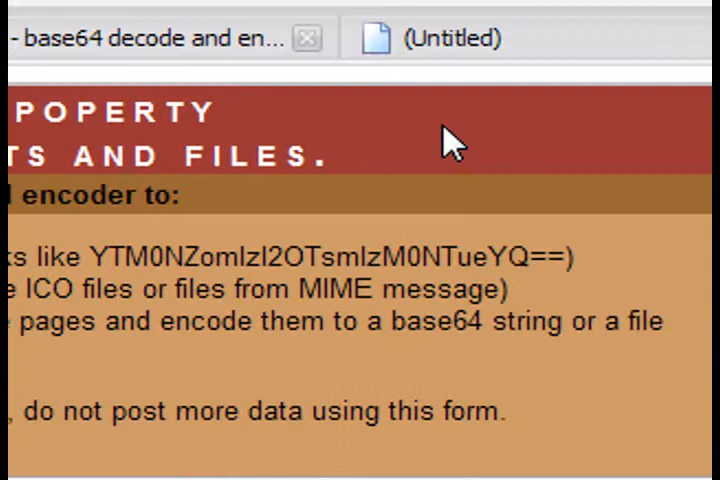 - base64 decode and en...
(Untitled)
POPERTY
TS AND FILES.
encoder to:
ks like YTM0NZomIzI2OTsmIzM0NTueYQ==)
e ICO files or files from MIME message)
pages and encode them to a base64 string or a file
, do not post more data using this form.